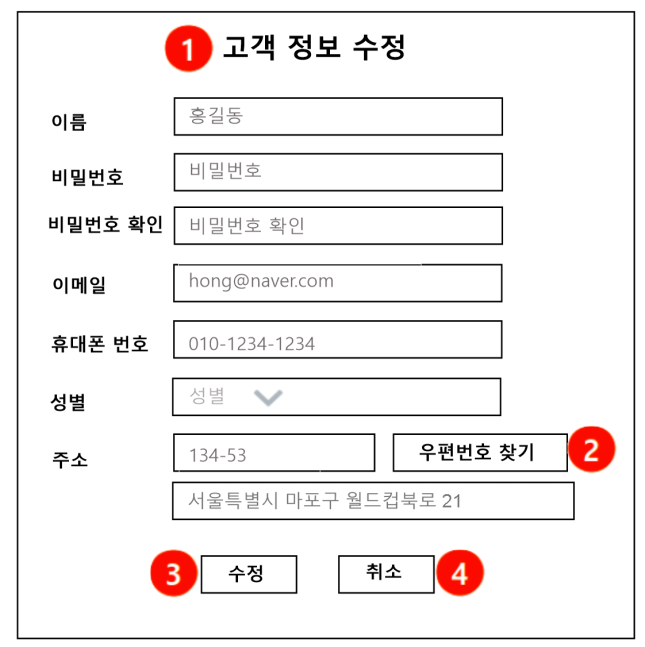 1 고객 정보 수정
이름 홍길동
비밀번호 비밀번호
비밀번호 확인 비밀번호 확인
이메일 hong@naver.com
휴대폰 번호 010-1234-1234
성별 성별
주소 134-53 우편번호 찾기 2
서울특별시 마포구 월드컵북로 21
3 수정 취소 4